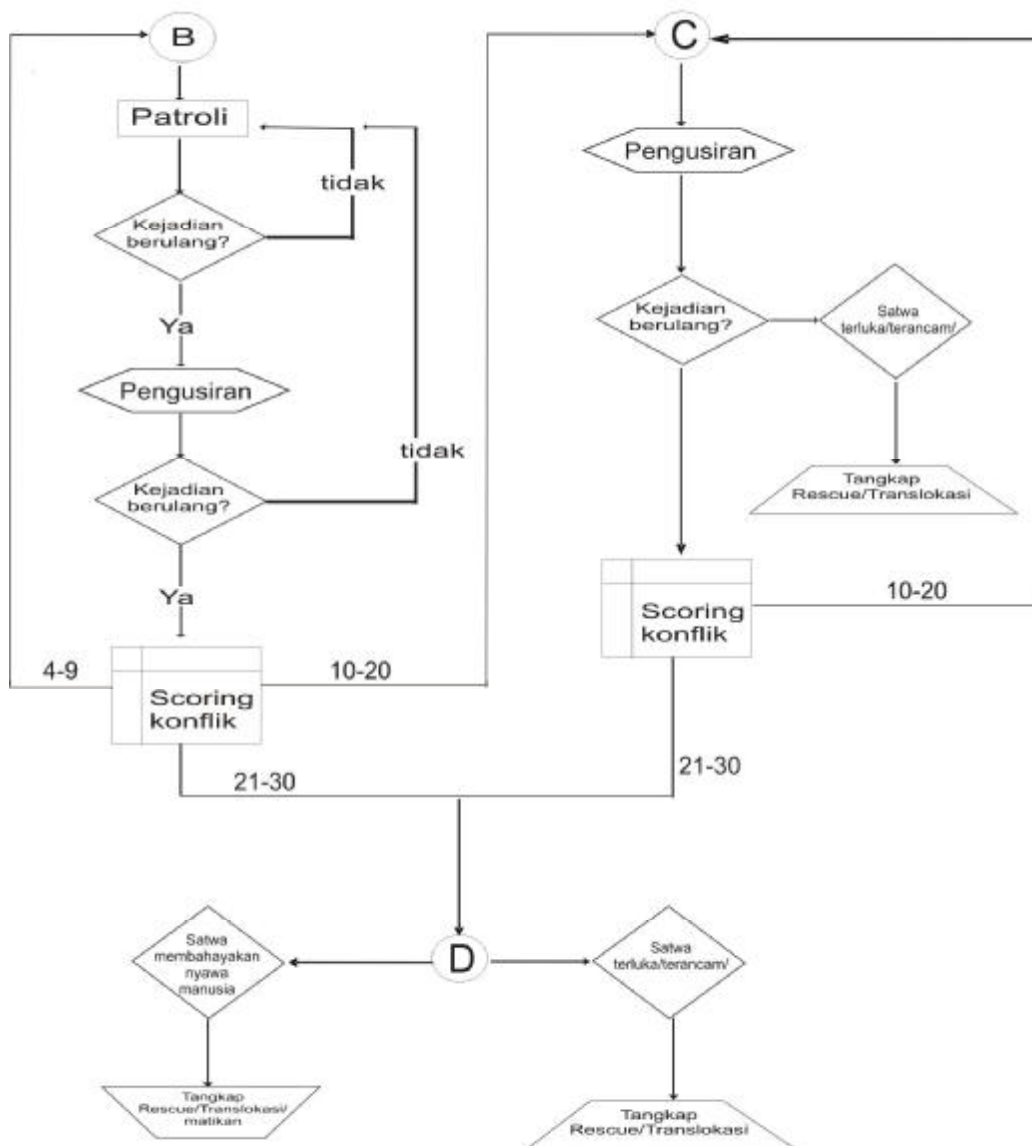 B
Patroli
tidak
Kejadian
berulang?
Ya
Pengusiran
tidak
Kejadian
berulang?
Ya
4-9
Scoring
konflik
10-20
21-30
C
Pengusiran
Kejadian
berulang?
Satwa
terluka/terancam/
Tangkap
Rescue/Translokasi
Scoring
konflik
10-20
21-30
D
Satwa
membahayakan
nyawa
manusia
Tangkap
Rescue/Translokasi/
matikan
Satwa
terluka/terancam/
Tangkap
Rescue/Translokasi